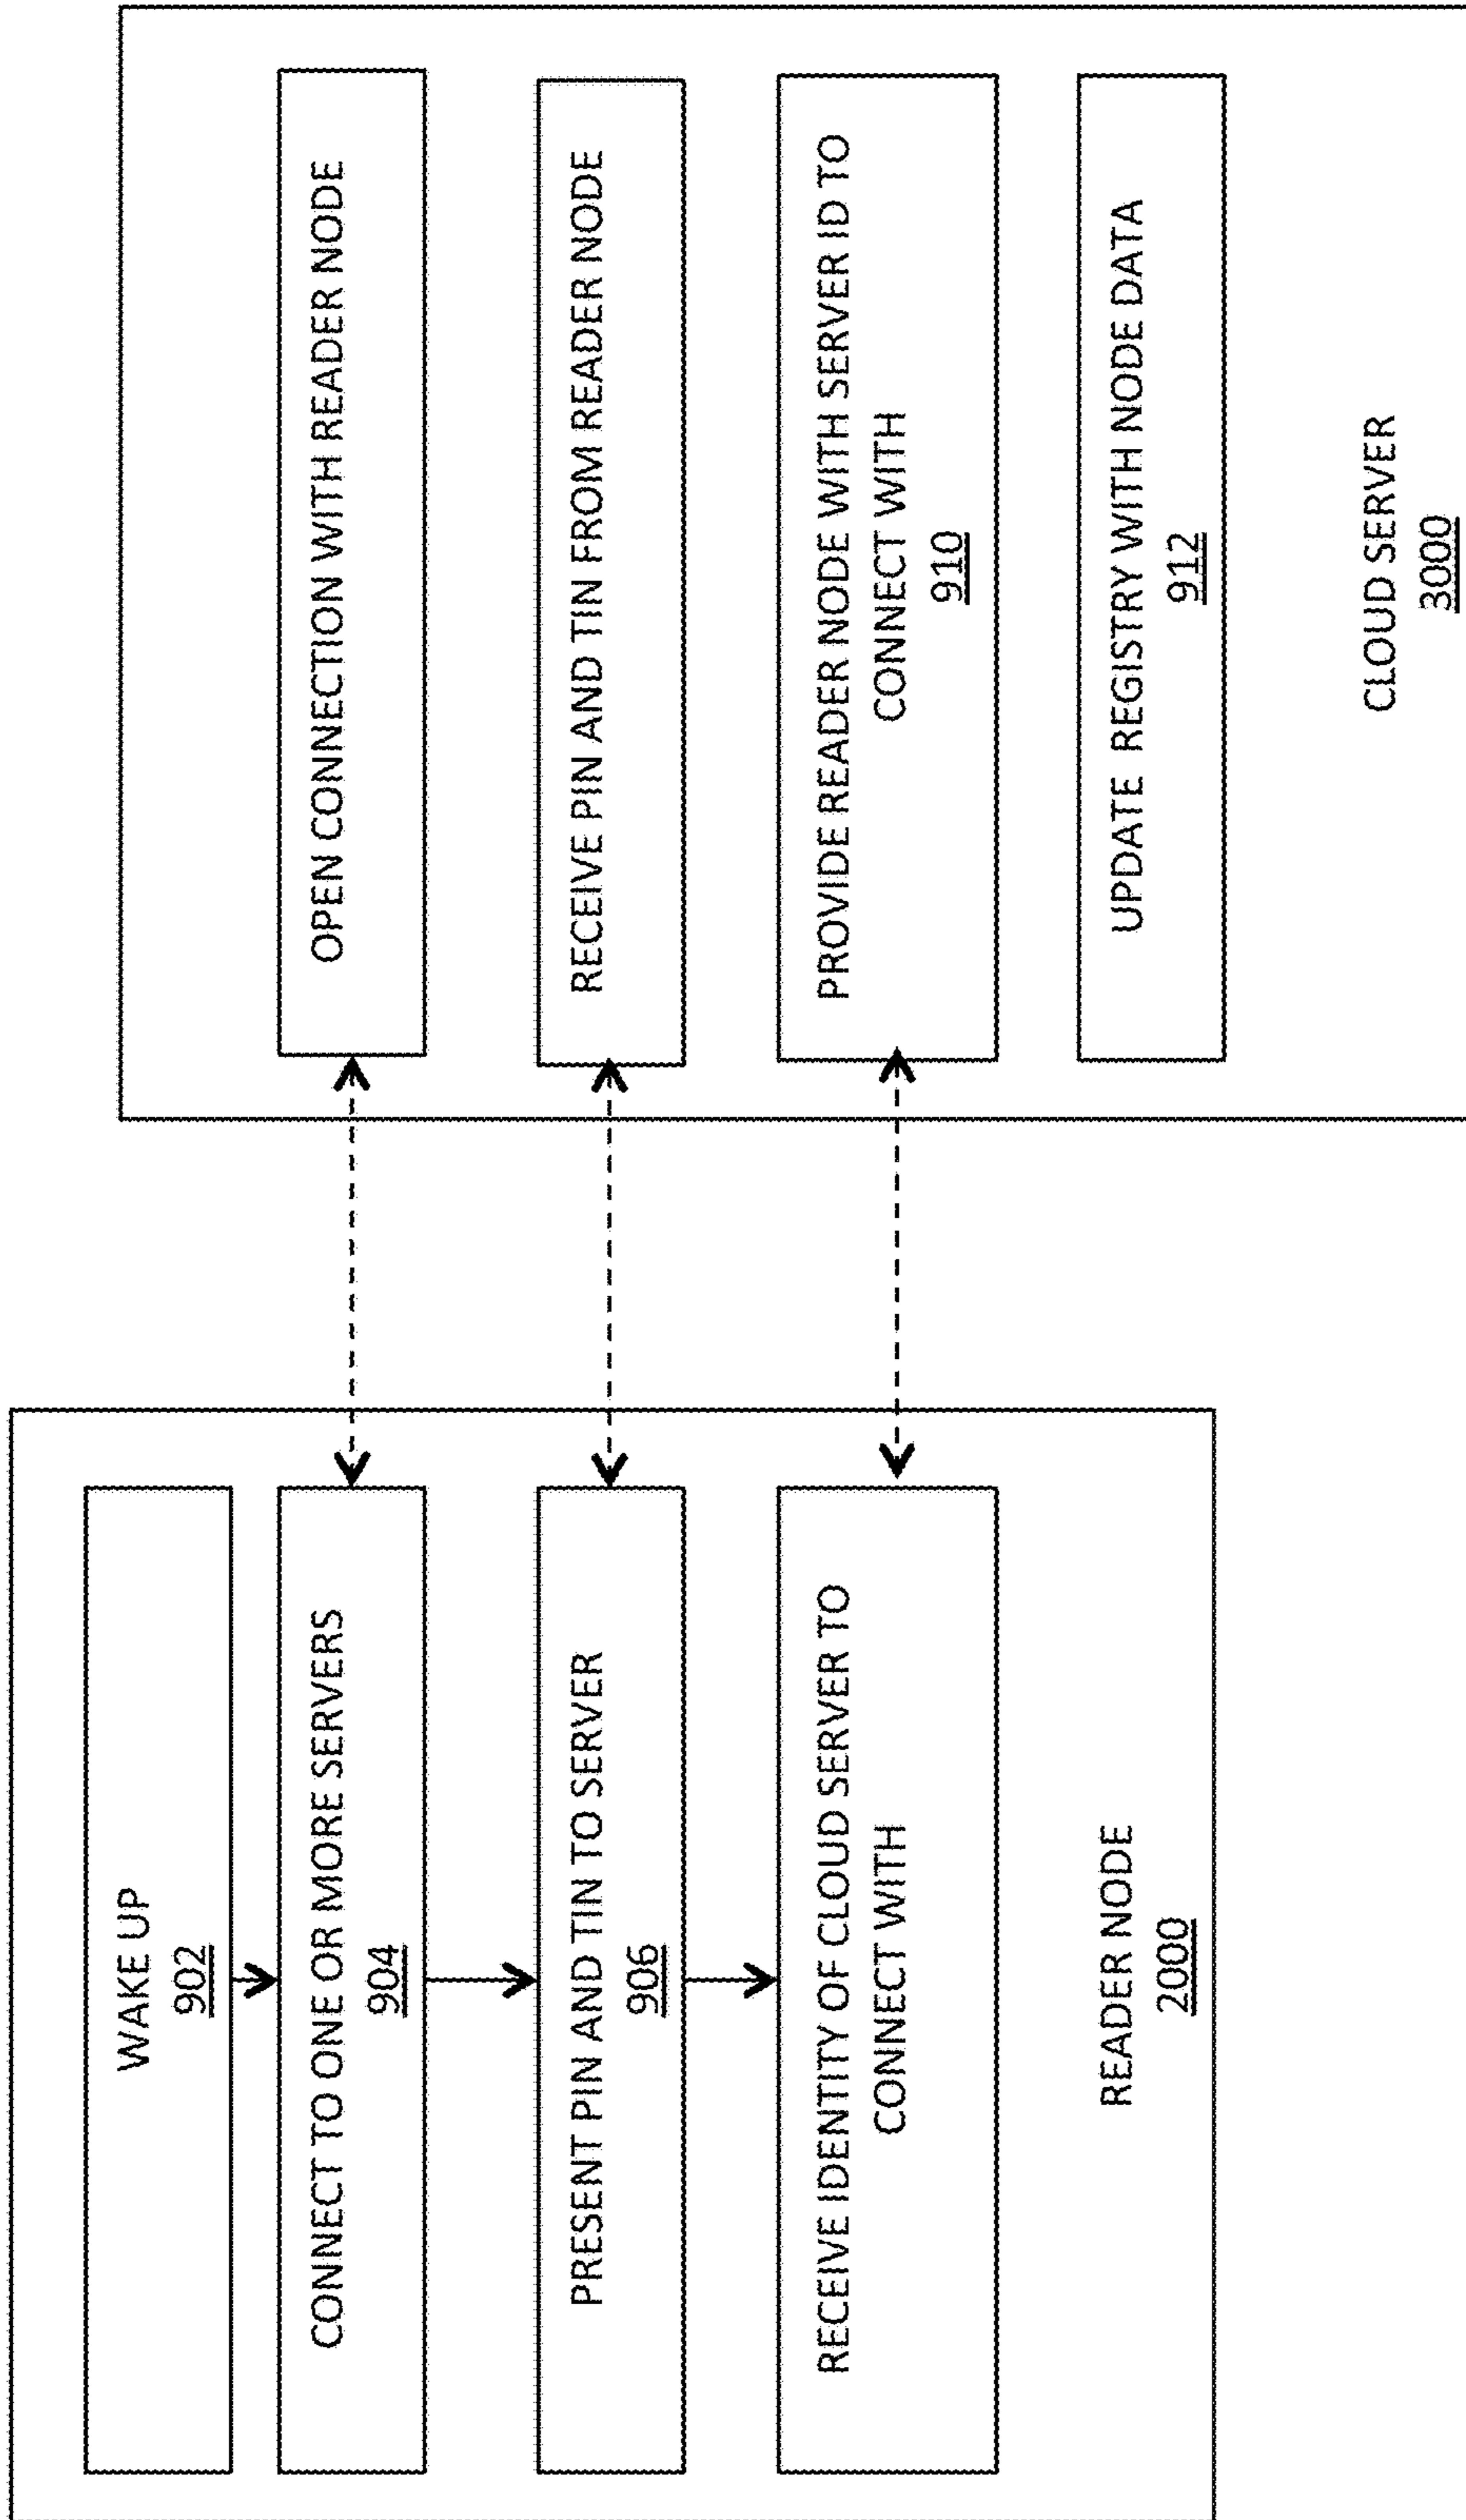 WAKE UP
902
CONNECT TO ONE OR MORE SERVERS
904
PRESENT PIN AND TIN TO SERVER
906
RECEIVE IDENTITY OF CLOUD SERVER TO
CONNECT WITH
READER NODE
2000
OPEN CONNECTION WITH READER NODE
RECEIVE PIN AND TIN FROM READER NODE
PROVIDE READER NODE WITH SERVER ID TO
CONNECT WITH
910
UPDATE REGISTRY WITH NODE DATA
912
CLOUD SERVER
3000